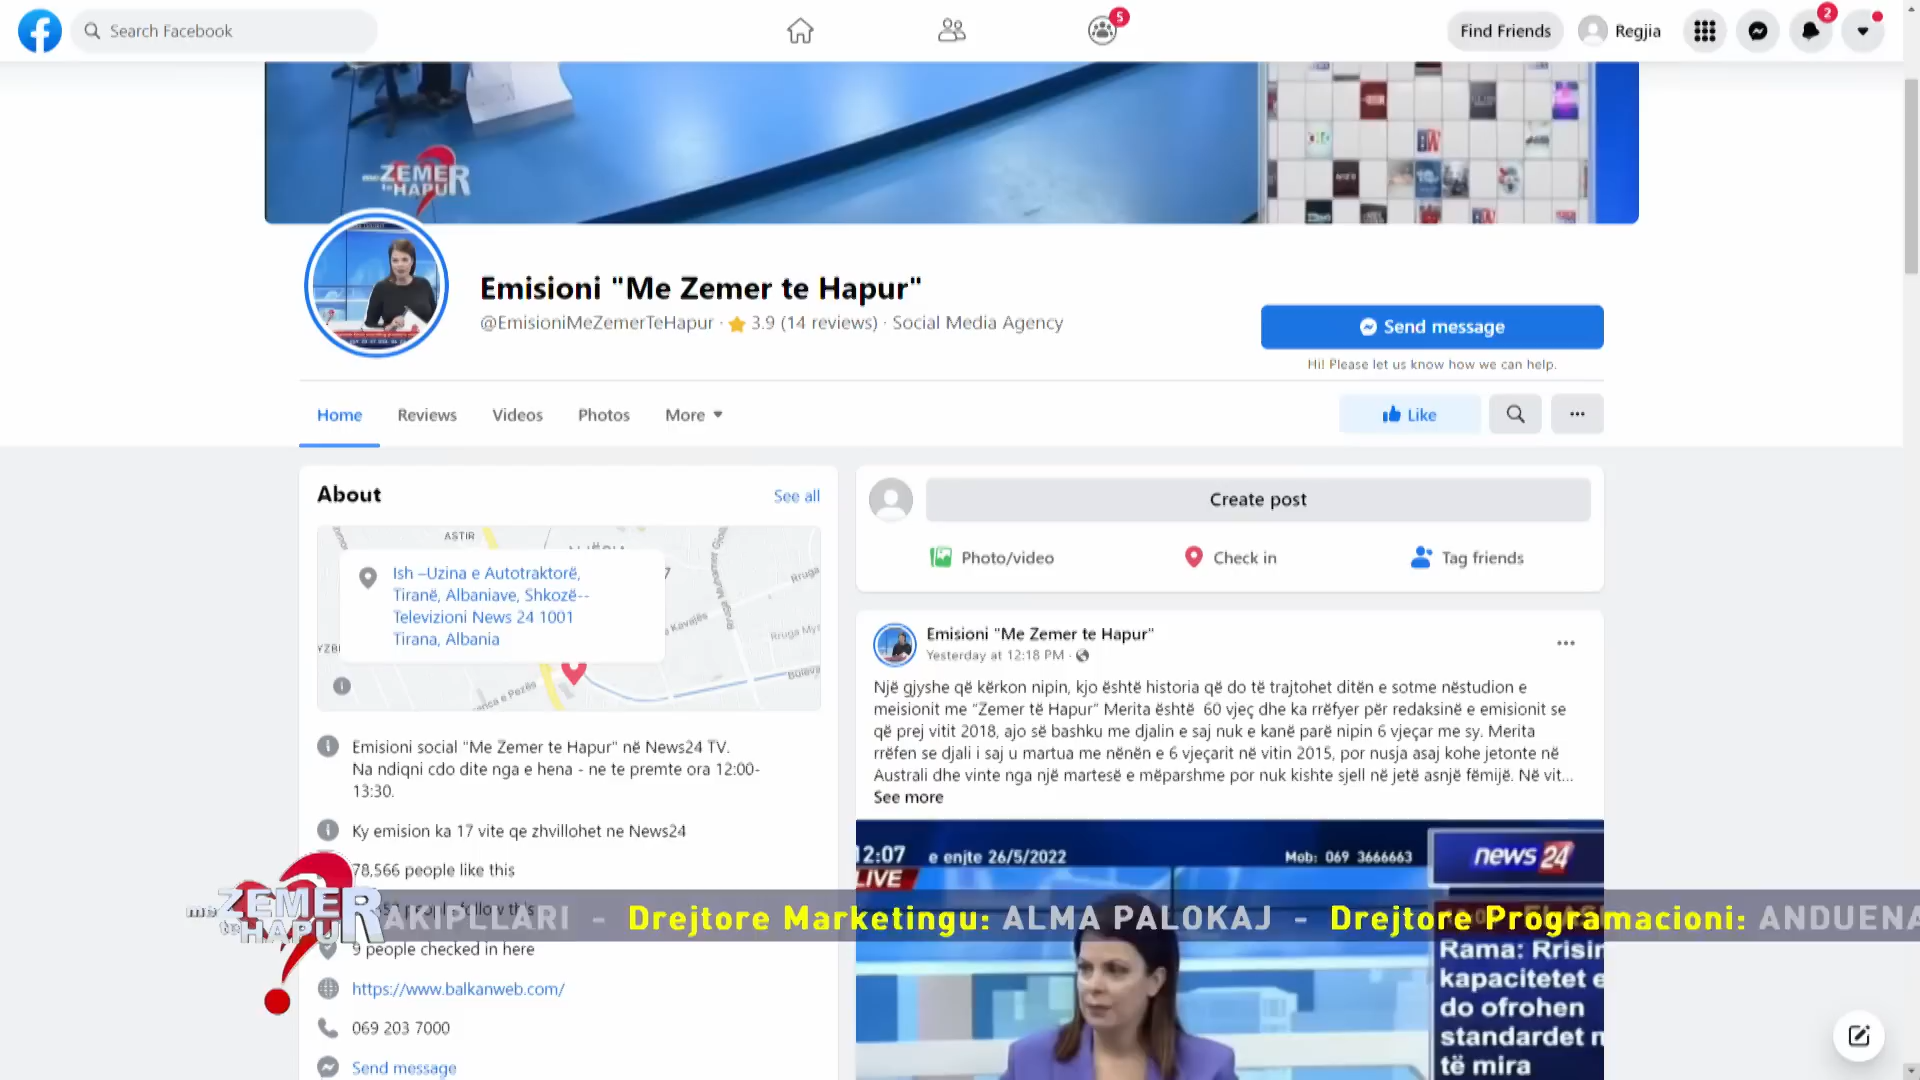 Search Facebook
5
Find Friends
Regjia
2
me ZEMER
te HAPUR
Emisioni "Me Zemer te Hapur"
@EmisioniMeZemerTeHapur · 3.9 (14 reviews) · Social Media Agency
Send message
Hi! Please let us know how we can help.
Home
Reviews
Videos
Photos
More
Like
About
See all
ASTIR
Ish –Uzina e Autotraktorë,
Tiranë, Albaniave, Shkozë--
Televizioni News 24 1001
Tirana, Albania
Rruga
Kavajës
Rruga Mys
Emisioni social "Me Zemer te Hapur" në News24 TV.
Na ndiqni cdo dite nga e hena - ne te premte ora 12:00-
13:30.
Ky emision ka 17 vite qe zhvillohet ne News24
78,566 people like this
people follow this
9 people checked in here
https://www.balkanweb.com/
069 203 7000
Send message
Create post
Photo/video
Check in
Tag friends
Emisioni "Me Zemer te Hapur"
Yesterday at 12:18 PM ·
Një gjyshe që kërkon nipin, kjo është historia që do të trajtohet ditën e sotme nëstudion e
meisionit me “Zemer të Hapur” Merita është 60 vjeç dhe ka rrëfyer për redaksinë e emisionit se
që prej vitit 2018, ajo së bashku me djalin e saj nuk e kanë parë nipin 6 vjeçar me sy. Merita
rrëfen se djali i saj u martua me nënën e 6 vjeçarit në vitin 2015, por nusja asaj kohe jetonte në
Australi dhe vinte nga një martesë e mëparshme por nuk kishte sjell në jetë asnjë fëmijë. Në vit...
See more
12:07
e enjte 26/5/2022
Mob: 069 3666663
news 24
LIVE
Rama: Rrisin
kapacitetet e
do ofrohen
standardet n
të mira
me ZEMER
te HAPUR
AKIPLLARI - Drejtore Marketingu: ALMA PALOKAJ - Drejtore Programacioni: ANDUENA